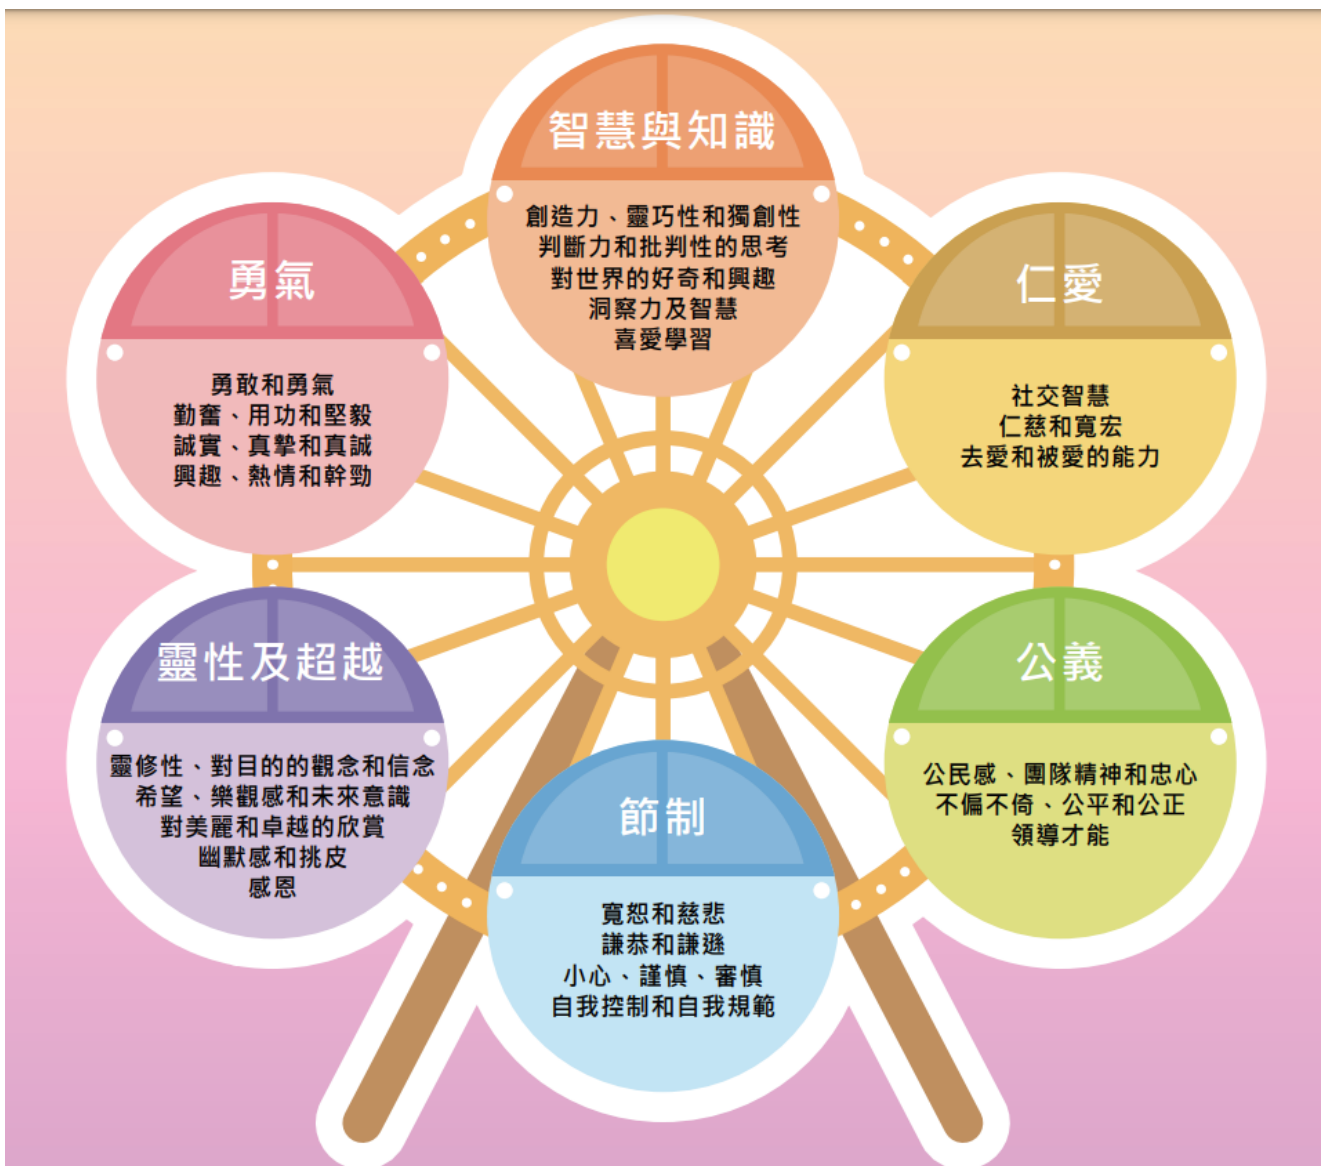 智慧與知識
創造力、靈巧性和獨創性
判斷力和批判性的思考
對世界的好奇和興趣
洞察力及智慧
喜愛學習
勇氣
勇敢和勇氣
勤奮、用功和堅毅
誠實、真摯和真誠
興趣、熱情和幹勁
仁愛
社交智慧
仁慈和寬宏
去愛和被愛的能力
靈性及超越
靈修性、對目的的觀念和信念
希望、樂觀感和未來意識
對美麗和卓越的欣賞
幽默感和挑皮
感恩
公義
公民感、團隊精神和忠心
不偏不倚、公平和公正
領導才能
節制
寬恕和慈悲
謙恭和謙遜
小心、謹慎、審慎
自我控制和自我規範